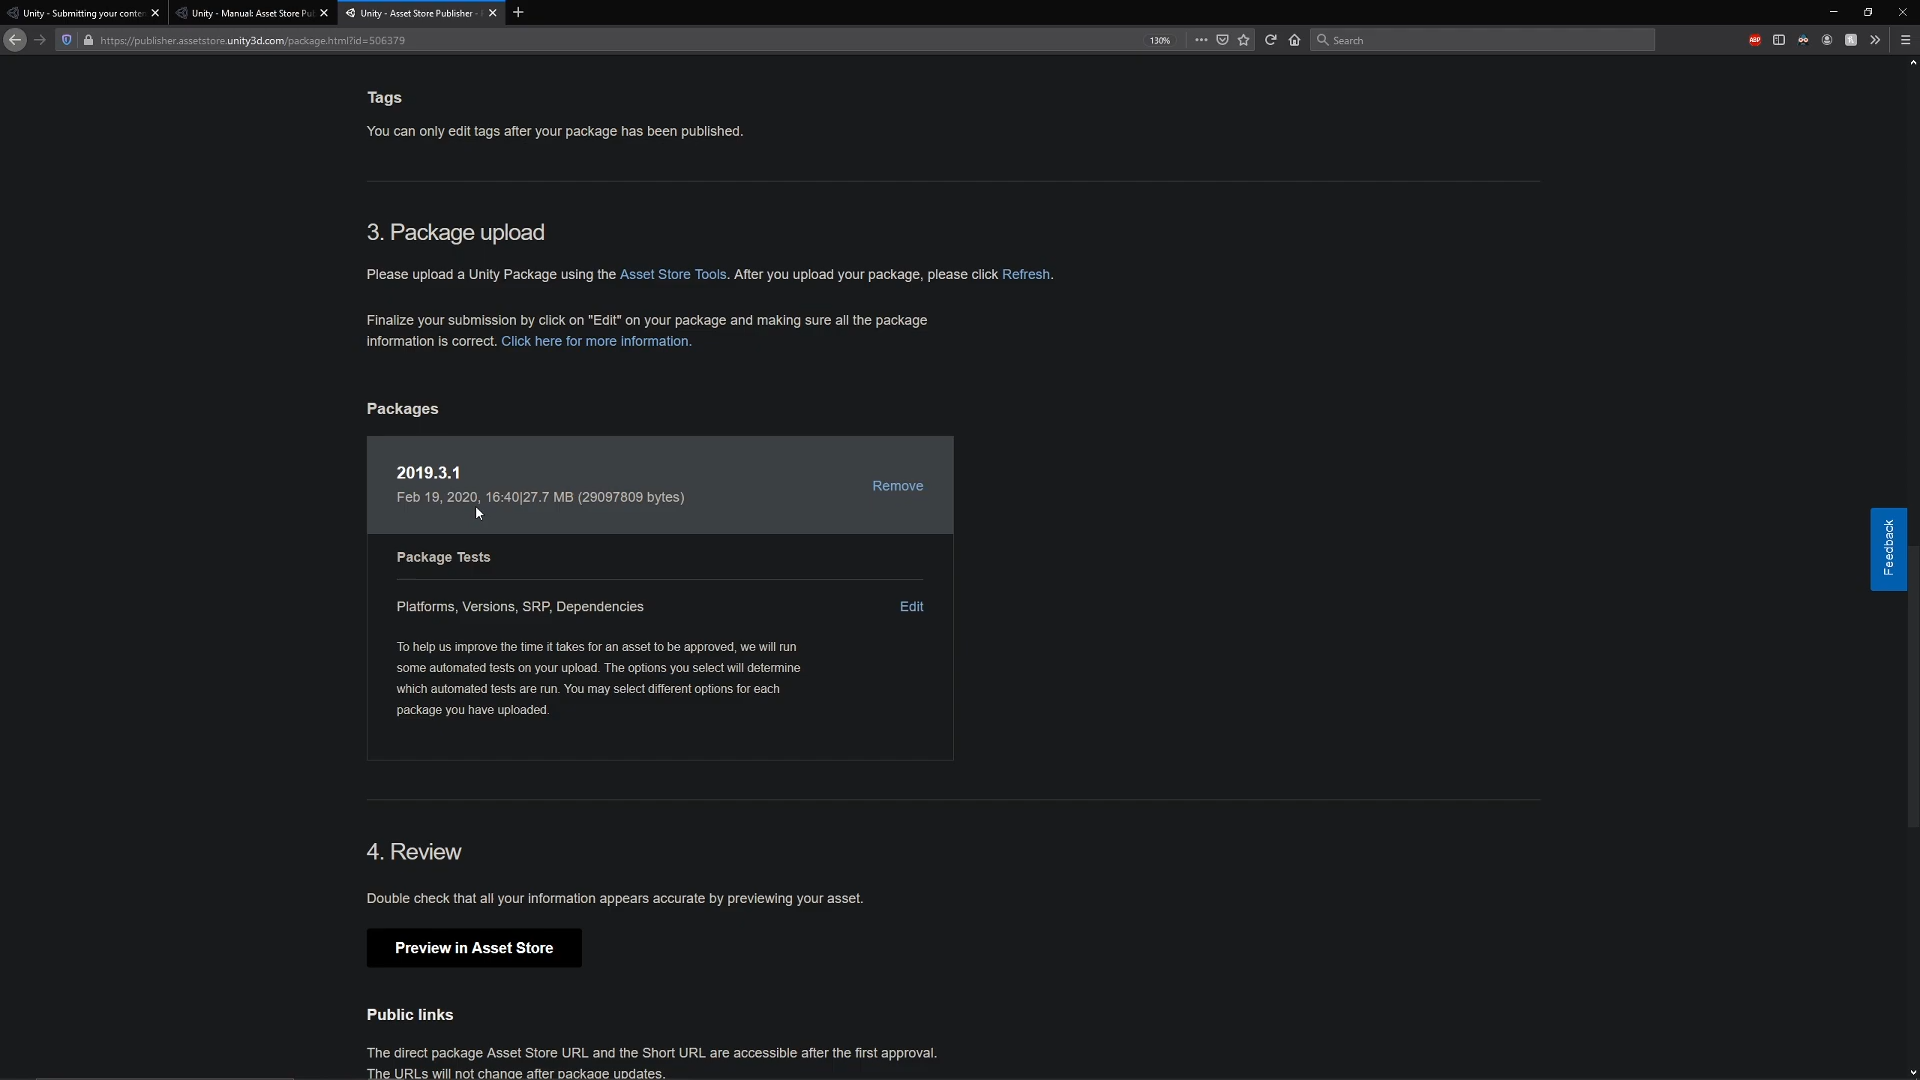 Unity - Submitting your conte
Unity - Manual: Asset Store Pu
Unity - Asset Store Publisher -
https://publisher.assetstore.unity3d.com/package.html?id=506379
130%
Search
ABP
Tags
You can only edit tags after your package has been published.
3. Package upload
Please upload a Unity Package using the Asset Store Tools. After you upload your package, please click Refresh.
Finalize your submission by click on "Edit" on your package and making sure all the package
information is correct. Click here for more information.
Packages
2019.3.1
Feb 19, 2020, 16:40|27.7 MB (29097809 bytes)
Remove
Package Tests
Platforms, Versions, SRP, Dependencies
Edit
To help us improve the time it takes for an asset to be approved, we will run
some automated tests on your upload. The options you select will determine
which automated tests are run. You may select different options for each
package you have uploaded.
Feedback
4. Review
Double check that all your information appears accurate by previewing your asset.
Preview in Asset Store
Public links
The direct package Asset Store URL and the Short URL are accessible after the first approval.
The URLs will not change after package updates.